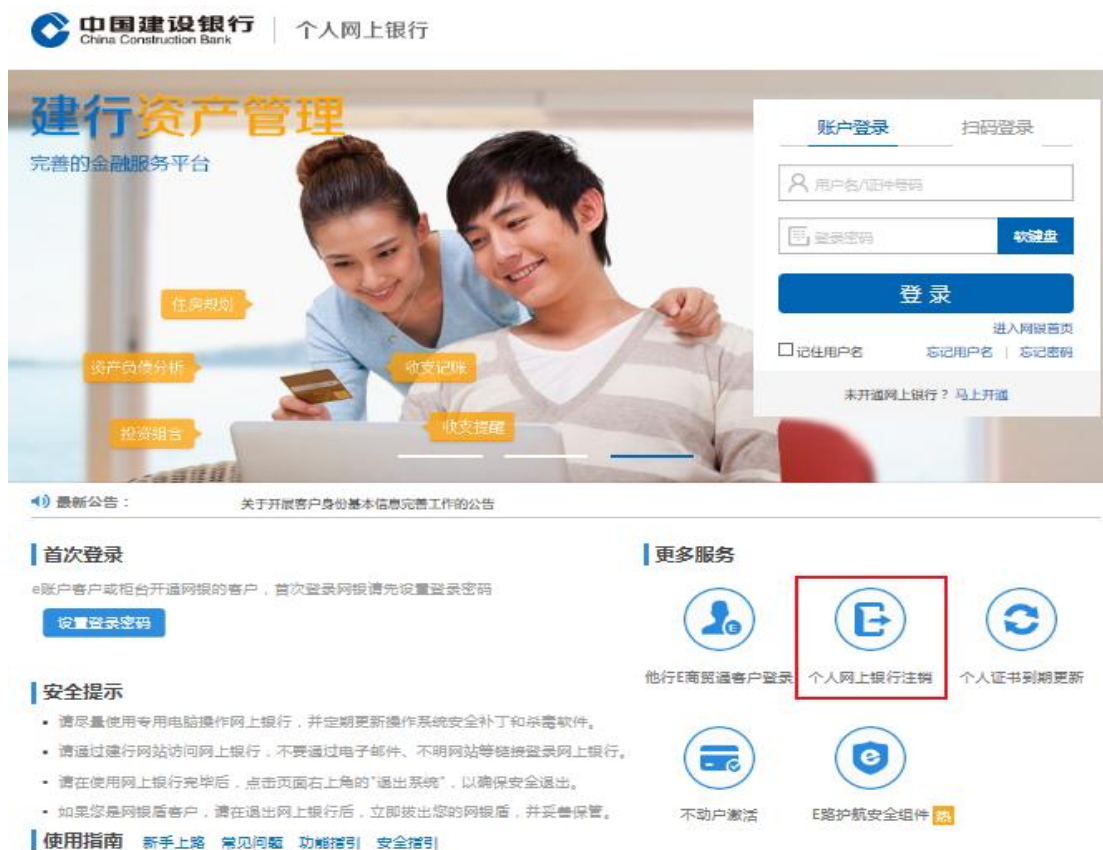 中国建设银行
China Construction Bank
个人网上银行
建行资产管理
完善的金融服务平台
住房规划
资产负债分析
收支记账
投资组合
收支提醒
账户登录 扫码登录
用户名/证件号码
登录密码 软键盘
登 录
进入网银首页
记住用户名 忘记用户名 | 忘记密码
未开通网上银行？马上开通
最新公告： 关于开展客户身份基本信息完善工作的公告
首次登录
e账户客户或柜台开通网银的客户，首次登录网银请先设置登录密码
设置登录密码
安全提示
• 请尽量使用专用电脑操作网上银行，并定期更新操作系统安全补丁和杀毒软件。
• 请通过建行网站访问网上银行，不要通过电子邮件、不明网站等链接登录网上银行。
• 请在使用网上银行完毕后，点击页面右上角的"退出系统"，以确保安全退出。
• 如果您是网银盾客户，请在退出网上银行后，立即拔出您的网银盾，并妥善保管。
使用指南 新手上路 常见问题 功能指引 安全指引
更多服务
他行E商贸通客户登录 个人网上银行注销 个人证书到期更新
不动户激活 E路护航安全组件 热